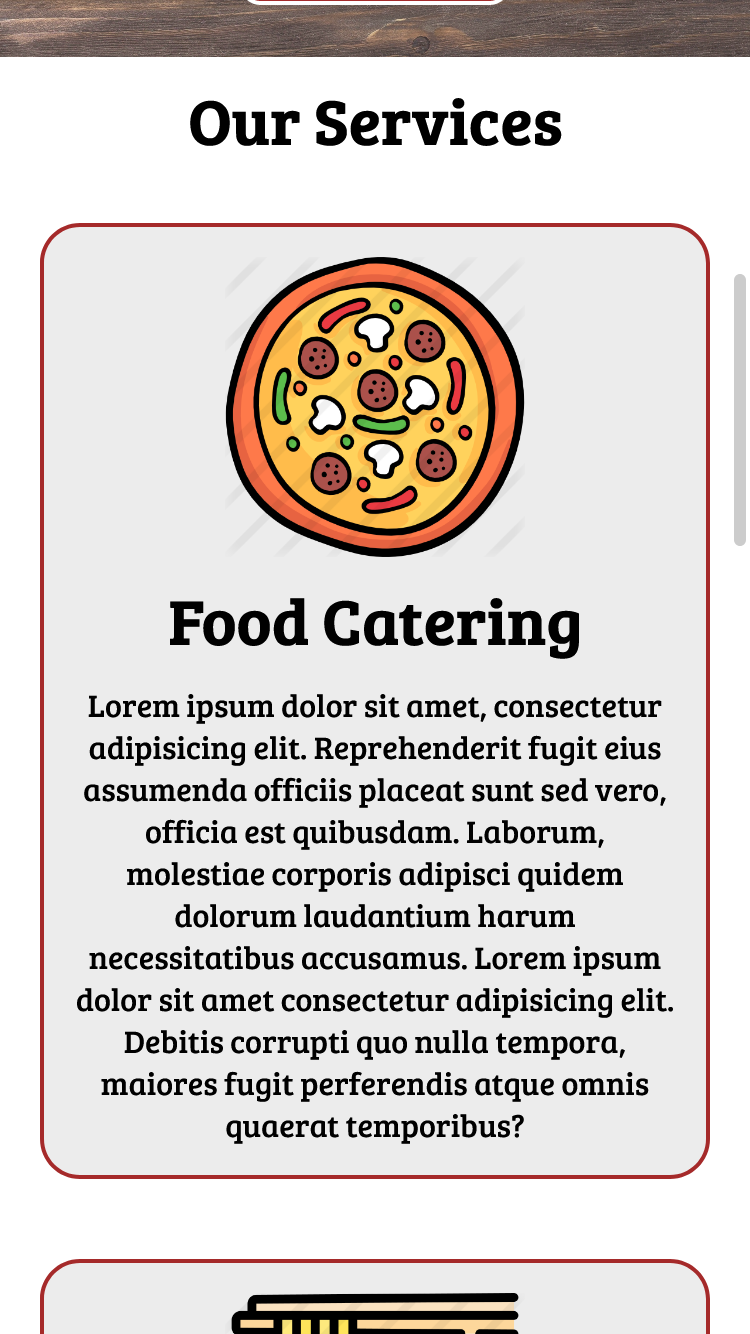 Our Services
Food Catering
Lorem ipsum dolor sit amet, consectetur
adipisicing elit. Reprehenderit fugit eius
assumenda officiis placeat sunt sed vero,
officia est quibusdam. Laborum,
molestiae corporis adipisci quidem
dolorum laudantium harum
necessitatibus accusamus. Lorem ipsum
dolor sit amet consectetur adipisicing elit.
Debitis corrupti quo nulla tempora,
maiores fugit perferendis atque omnis
quaerat temporibus?